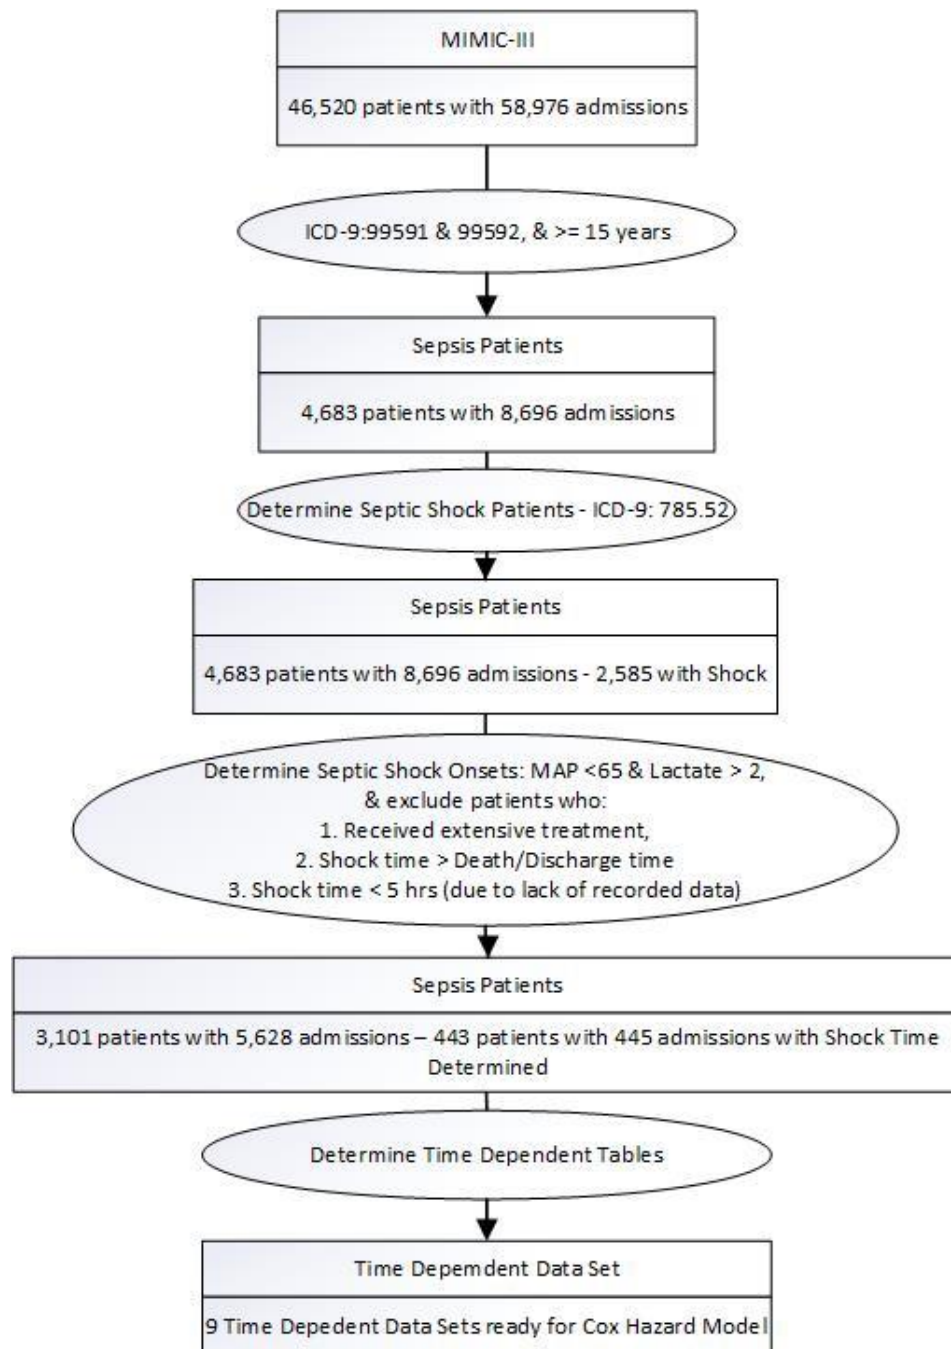 MIMIC-III
46,520 patients with 58,976 admissions
ICD-9:99591 & 99592, & >= 15 years
Sepsis Patients
4,683 patients with 8,696 admissions
Determine Septic Shock Patients - ICD-9: 785.52
Sepsis Patients
4,683 patients with 8,696 admissions - 2,585 with Shock
Determine Septic Shock Onsets: MAP <65 & Lactate > 2,
& exclude patients who:
1. Received extensive treatment,
2. Shock time > Death/Discharge time
3. Shock time < 5 hrs (due to lack of recorded data)
Sepsis Patients
3,101 patients with 5,628 admissions – 443 patients with 445 admissions with Shock Time
Determined
Determine Time Dependent Tables
Time Depemdent Data Set
9 Time Depedent Data Sets ready for Cox Hazard Model